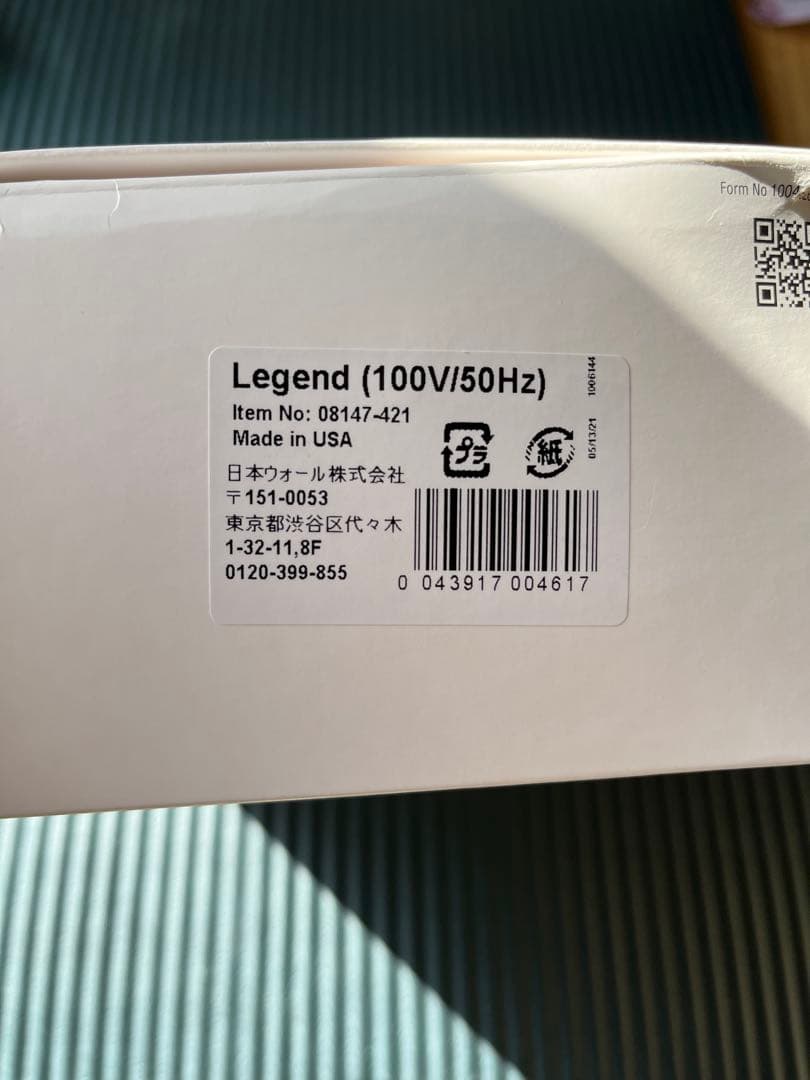 Form No 1004
Legend (100V/50Hz)
Item No: 08147-421
Made in USA
日本ウォール株式会社
〒151-0053
東京都渋谷区代々木
1-32-11,8F
0120-399-855
プラ
紙
05/13/21
1006144
0 043917 004617